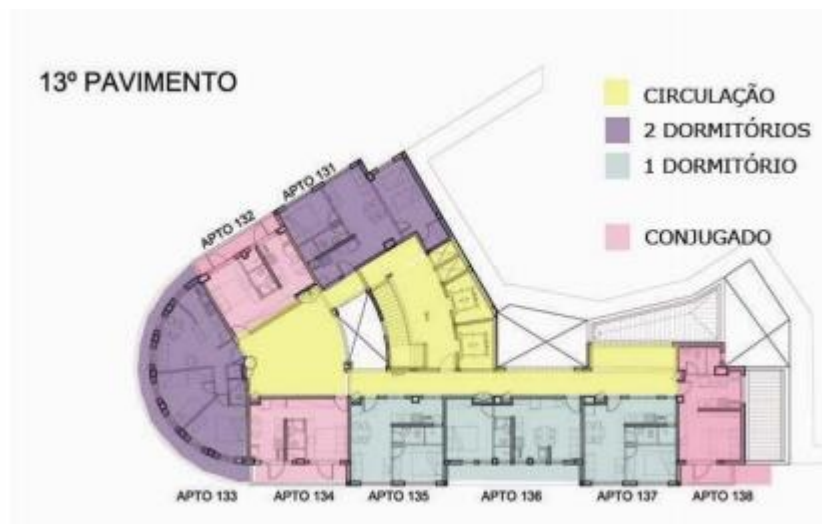 13º PAVIMENTO
CIRCULAÇÃO
2 DORMITÓRIOS
1 DORMITÓRIO
CONJUGADO
APTO 131
APTO 132
APTO 133
APTO 134
APTO 135
APTO 136
APTO 137
APTO 138